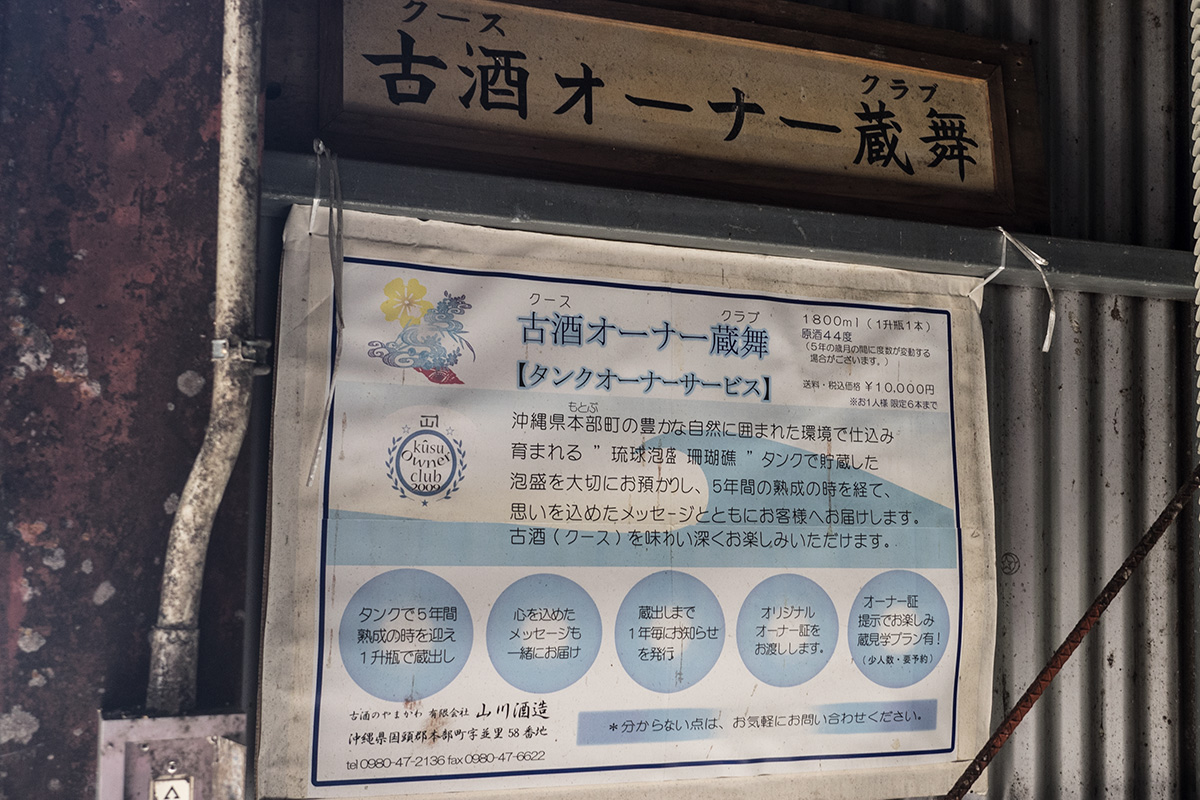 クース
クラブ
古酒オーナー蔵舞
クース
クラブ
古酒オーナー蔵舞
【タンクオーナーサービス】
1800ml（1升瓶1本）
原酒44度
（5年の歳月の間に度数が変動する
場合がございます。）
送料・税込価格 ￥10,000円
※お1人様 限定6本まで
kûsu
owner
club
2009
もとぶ
沖縄県本部町の豊かな自然に囲まれた環境で仕込み
育まれる ”琉球泡盛 珊瑚礁 ”タンクで貯蔵した
泡盛を大切にお預かりし、5年間の熟成の時を経て、
思いを込めたメッセージとともにお客様へお届けします。
古酒（クース）を味わい深くお楽しみいただけます。
タンクで5年間
熟成の時を迎え
1升瓶で蔵出し
心を込めた
メッセージも
一緒にお届け
蔵出しまで
1年毎にお知らせ
を発行
オリジナル
オーナー証を
お渡しします。
オーナー証
提示でお楽しみ
蔵見学プラン有！
（少人数・要予約）
古酒のやまかわ 有限会社 山川酒造
沖縄県国頭郡本部町字並里58番地
tel0980-47-2136 fax0980-47-6622
＊分からない点は、お気軽にお問い合わせください。